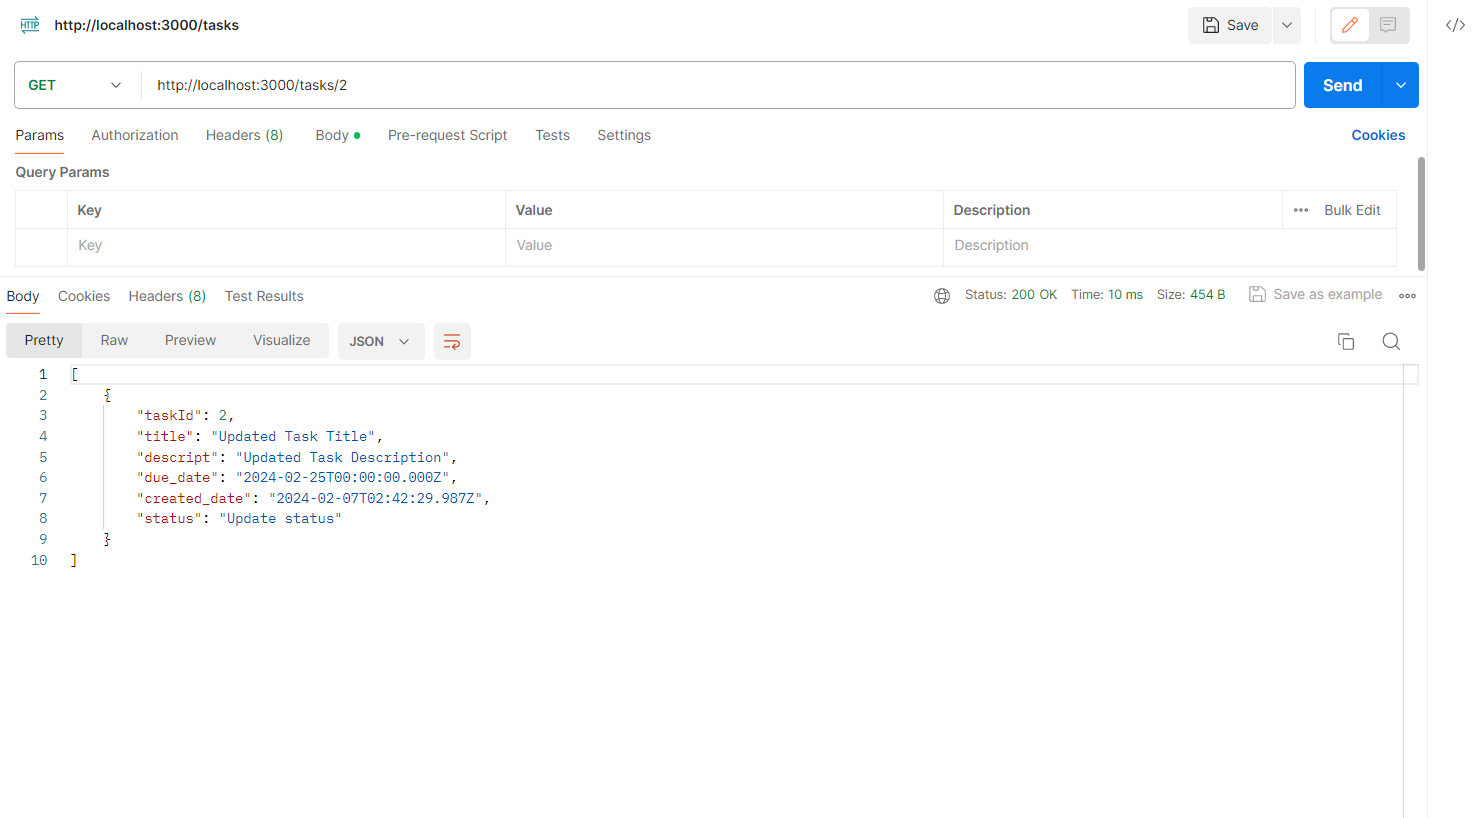 HTTP http://localhost:3000/tasks Save
GET http://localhost:3000/tasks/2 Send
Params Authorization Headers (8) Body Pre-request Script Tests Settings Cookies
Query Params
Key Value Description Bulk Edit
Key Value Description
Body Cookies Headers (8) Test Results Status: 200 OK Time: 10 ms Size: 454 B Save as example
Pretty Raw Preview Visualize JSON
1 [
2 {
3 "taskId": 2,
4 "title": "Updated Task Title",
5 "descript": "Updated Task Description",
6 "due_date": "2024-02-25T00:00:00.000Z",
7 "created_date": "2024-02-07T02:42:29.987Z",
8 "status": "Update status"
9 }
10 ]